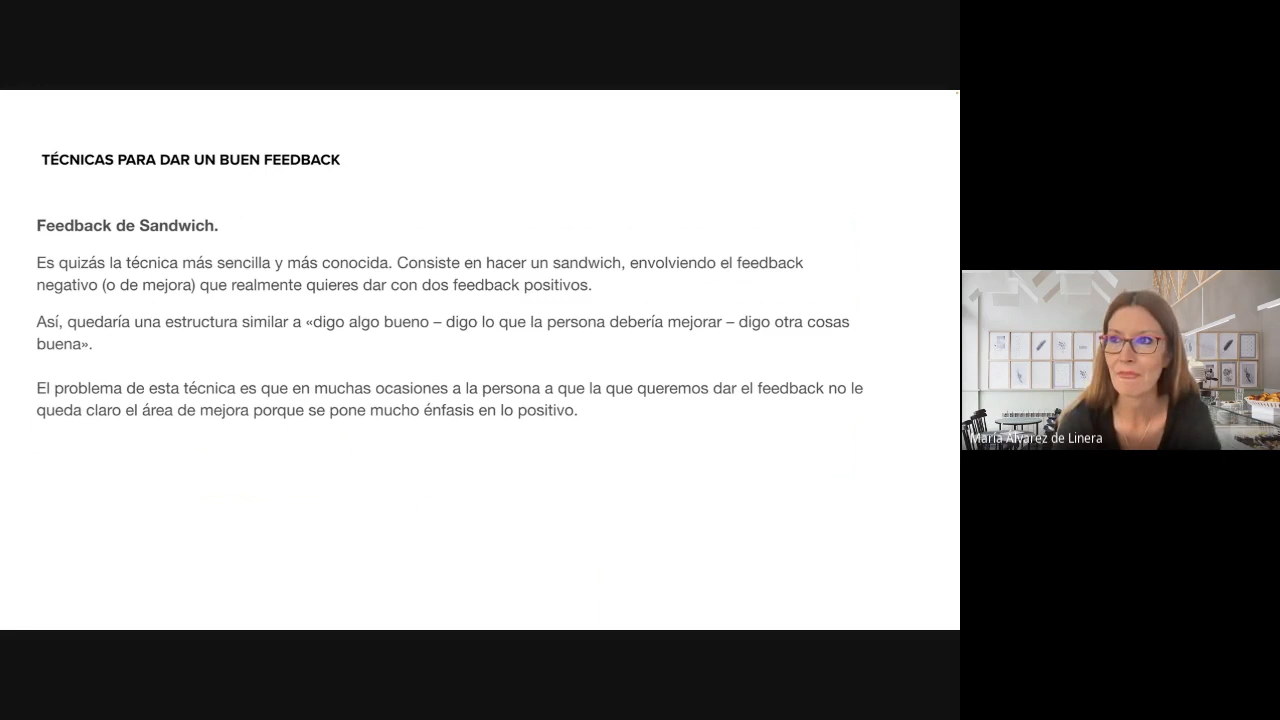 TÉCNICAS PARA DAR UN BUEN FEEDBACK
Feedback de Sandwich.
Es quizás la técnica más sencilla y más conocida. Consiste en hacer un sandwich, envolviendo el feedback
negativo (o de mejora) que realmente quieres dar con dos feedback positivos.
Así, quedaría una estructura similar a «digo algo bueno – digo lo que la persona debería mejorar – digo otra cosas
buena».
El problema de esta técnica es que en muchas ocasiones a la persona a que la que queremos dar el feedback no le
queda claro el área de mejora porque se pone mucho énfasis en lo positivo.
María Álvarez de Linera